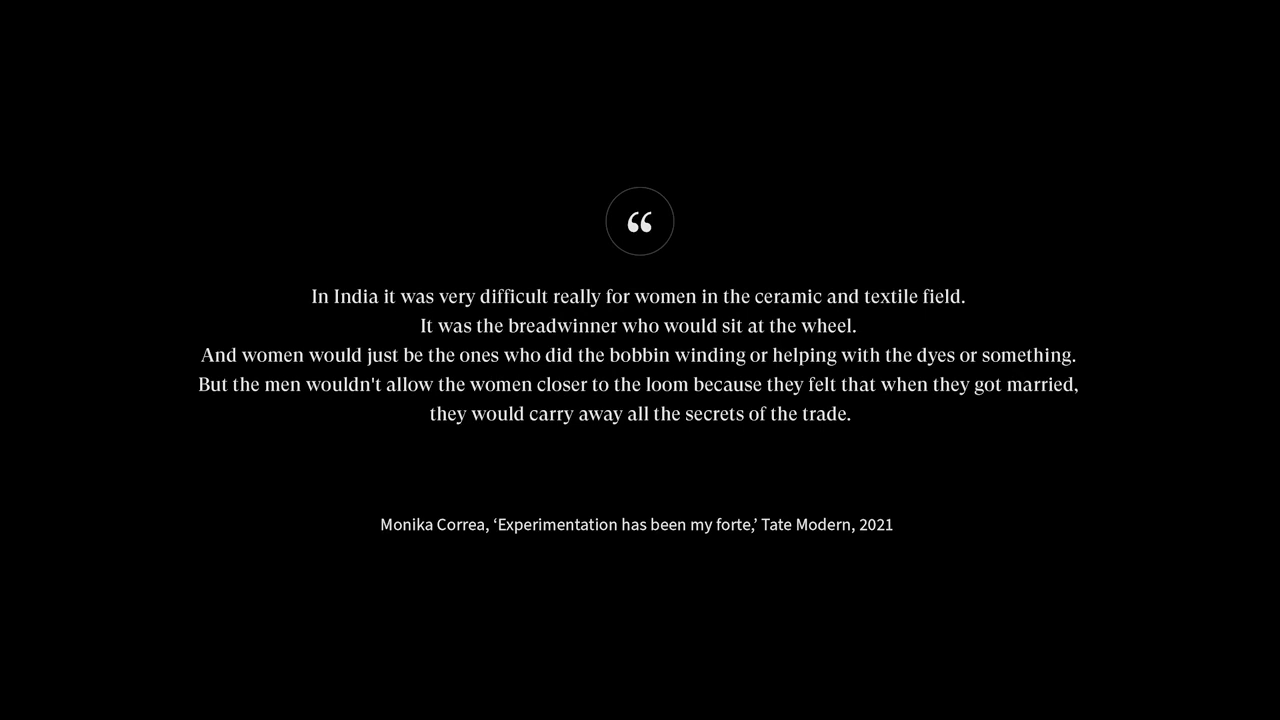 “
In India it was very difficult really for women in the ceramic and textile field.
It was the breadwinner who would sit at the wheel.
And women would just be the ones who did the bobbin winding or helping with the dyes or something.
But the men wouldn't allow the women closer to the loom because they felt that when they got married,
they would carry away all the secrets of the trade.
Monika Correa, ‘Experimentation has been my forte,’ Tate Modern, 2021